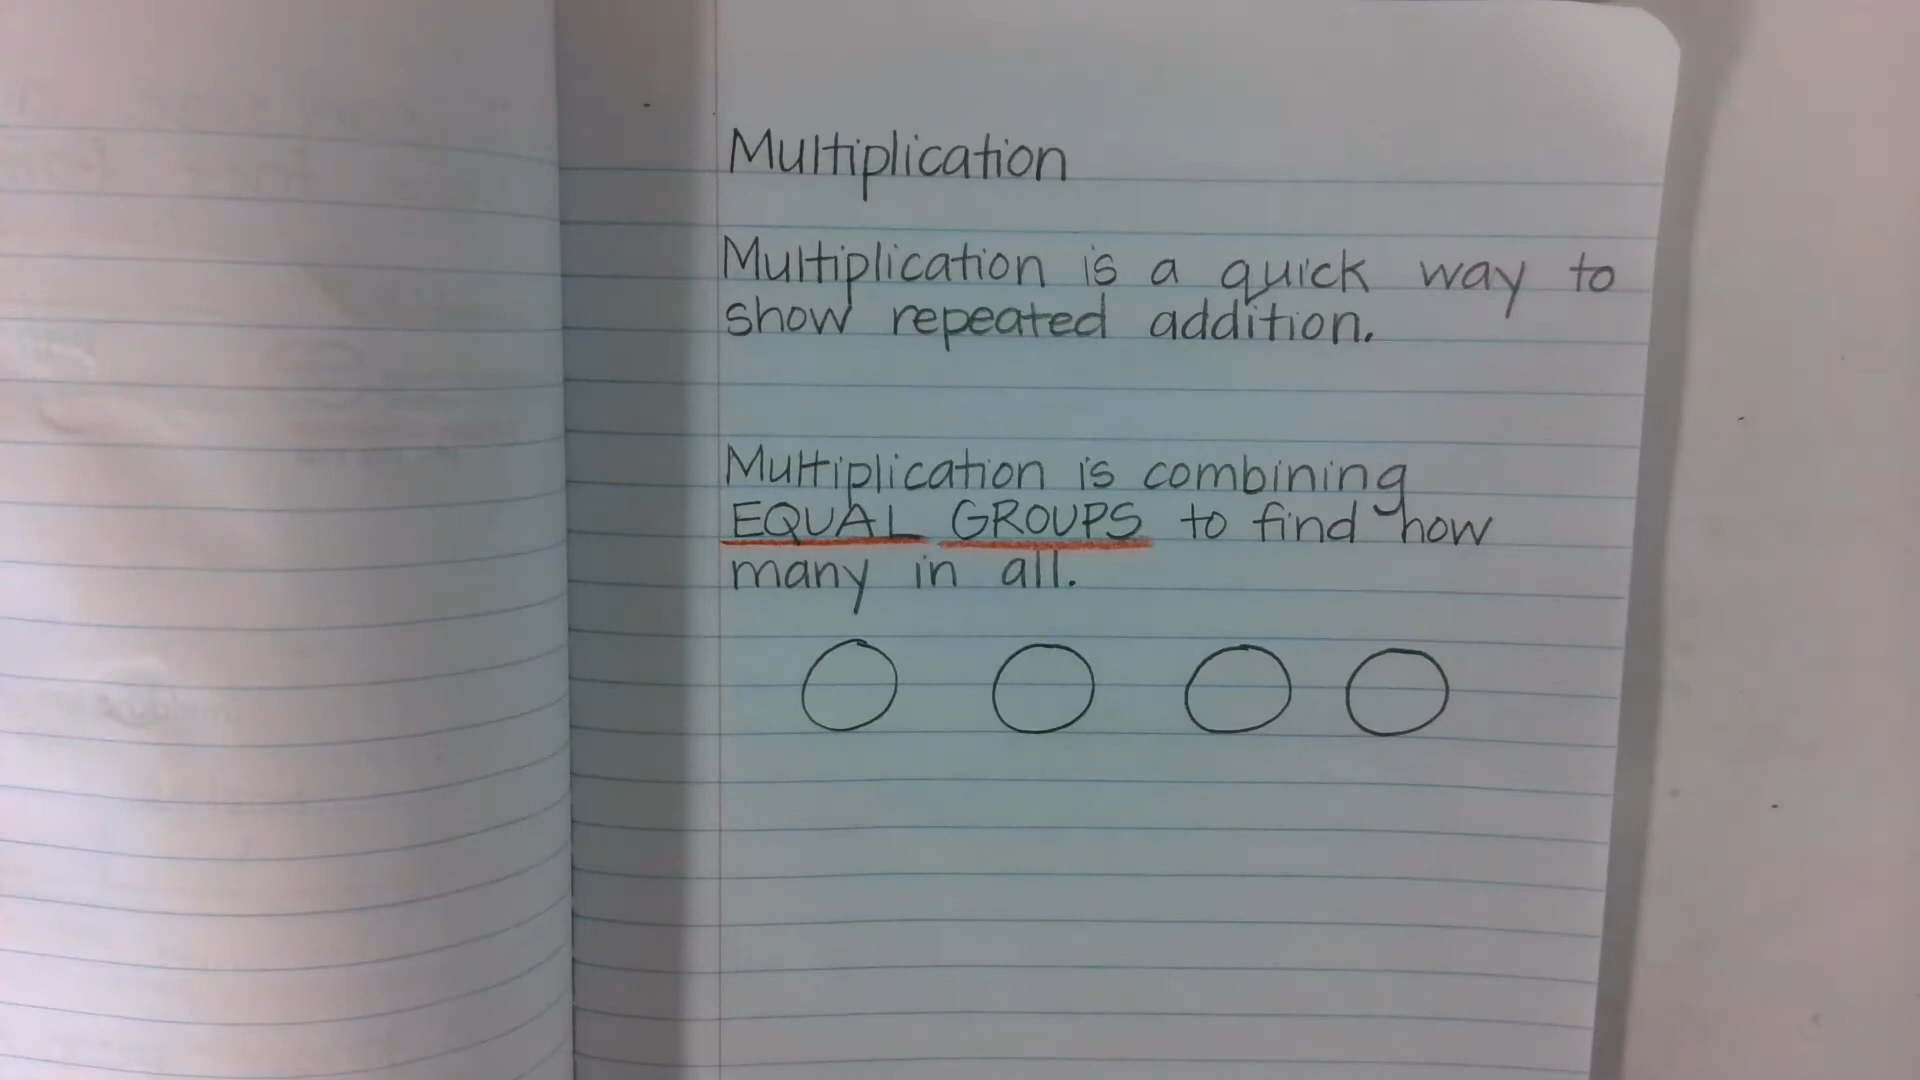 Multiplication
Multiplication is a quick way to
show repeated addition.
Multiplication is combining
EQUAL GROUPS to find how
many in all.